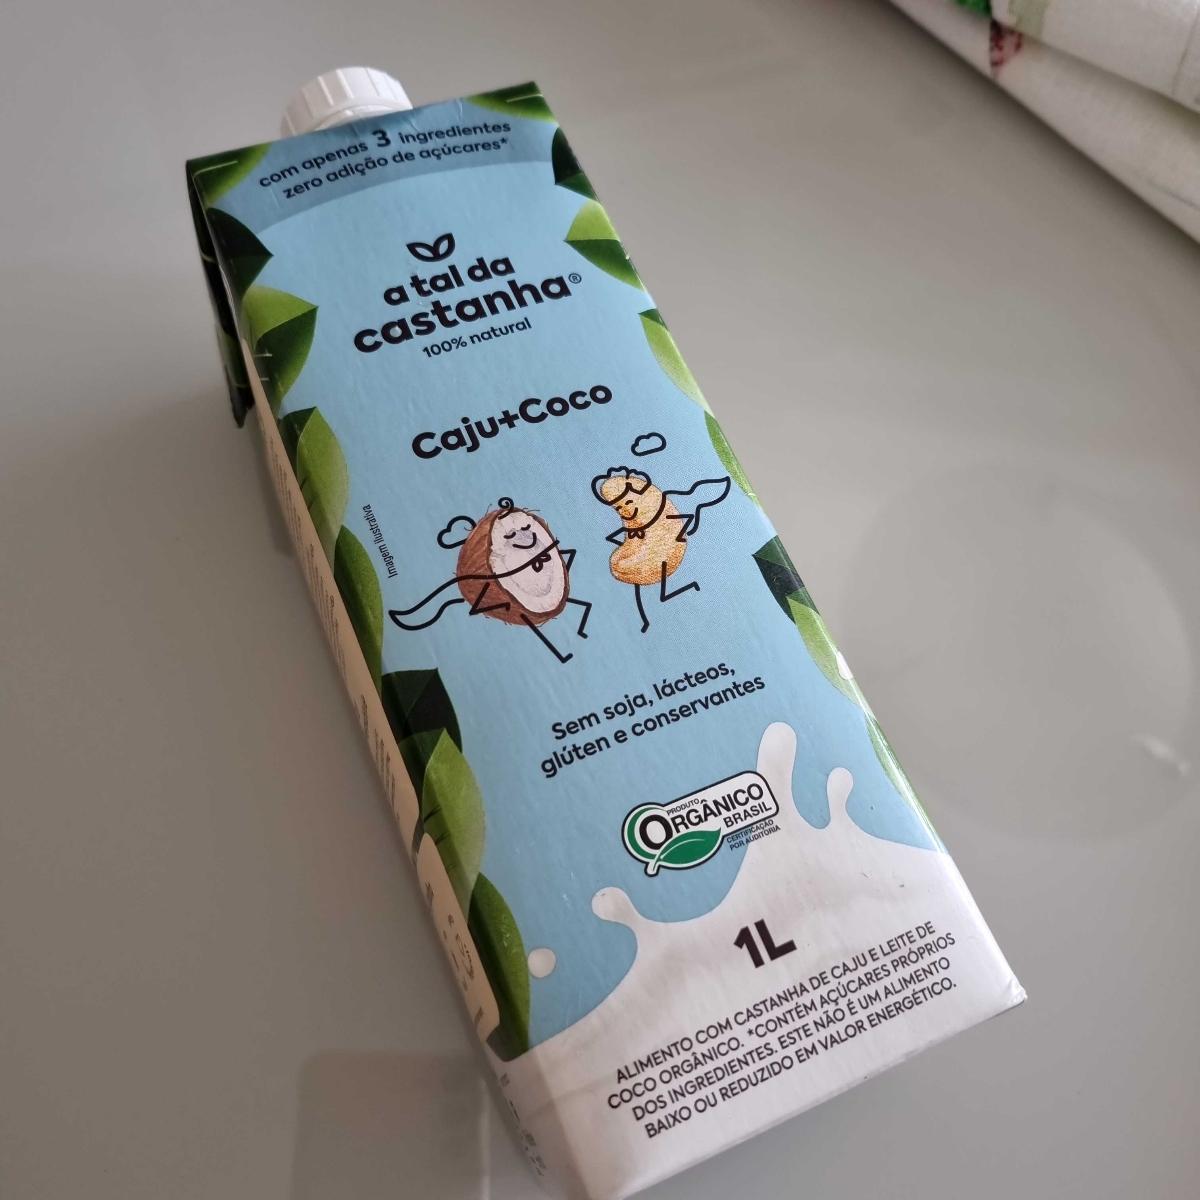 com apenas 3 ingredientes
zero adição de açúcares*
a tal da
castanha®
100% natural
Caju+Coco
Imagem ilustrativa
Sem soja, lácteos,
glúten e conservantes
PRODUTO
ORGÂNICO
BRASIL
CERTIFICAÇÃO
POR AUDITORIA
1L
ALIMENTO COM CASTANHA DE CAJU E LEITE DE
COCO ORGÂNICO. *CONTÉM AÇÚCARES PRÓPRIOS
DOS INGREDIENTES. ESTE NÃO É UM ALIMENTO
BAIXO OU REDUZIDO EM VALOR ENERGÉTICO.